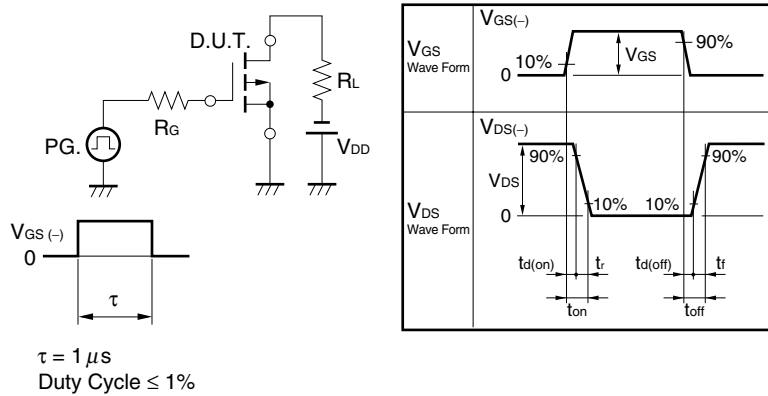 D.U.T.
RL
RG
PG.
VDD
VGS (−)
0
τ
τ = 1 μs
Duty Cycle ≤ 1%
VGS
Wave Form
VGS(−)
10%
VGS
90%
0
VDS
Wave Form
VDS(−)
90%
90%
VDS
10%
10%
0
td(on)
tr
td(off)
tf
ton
toff